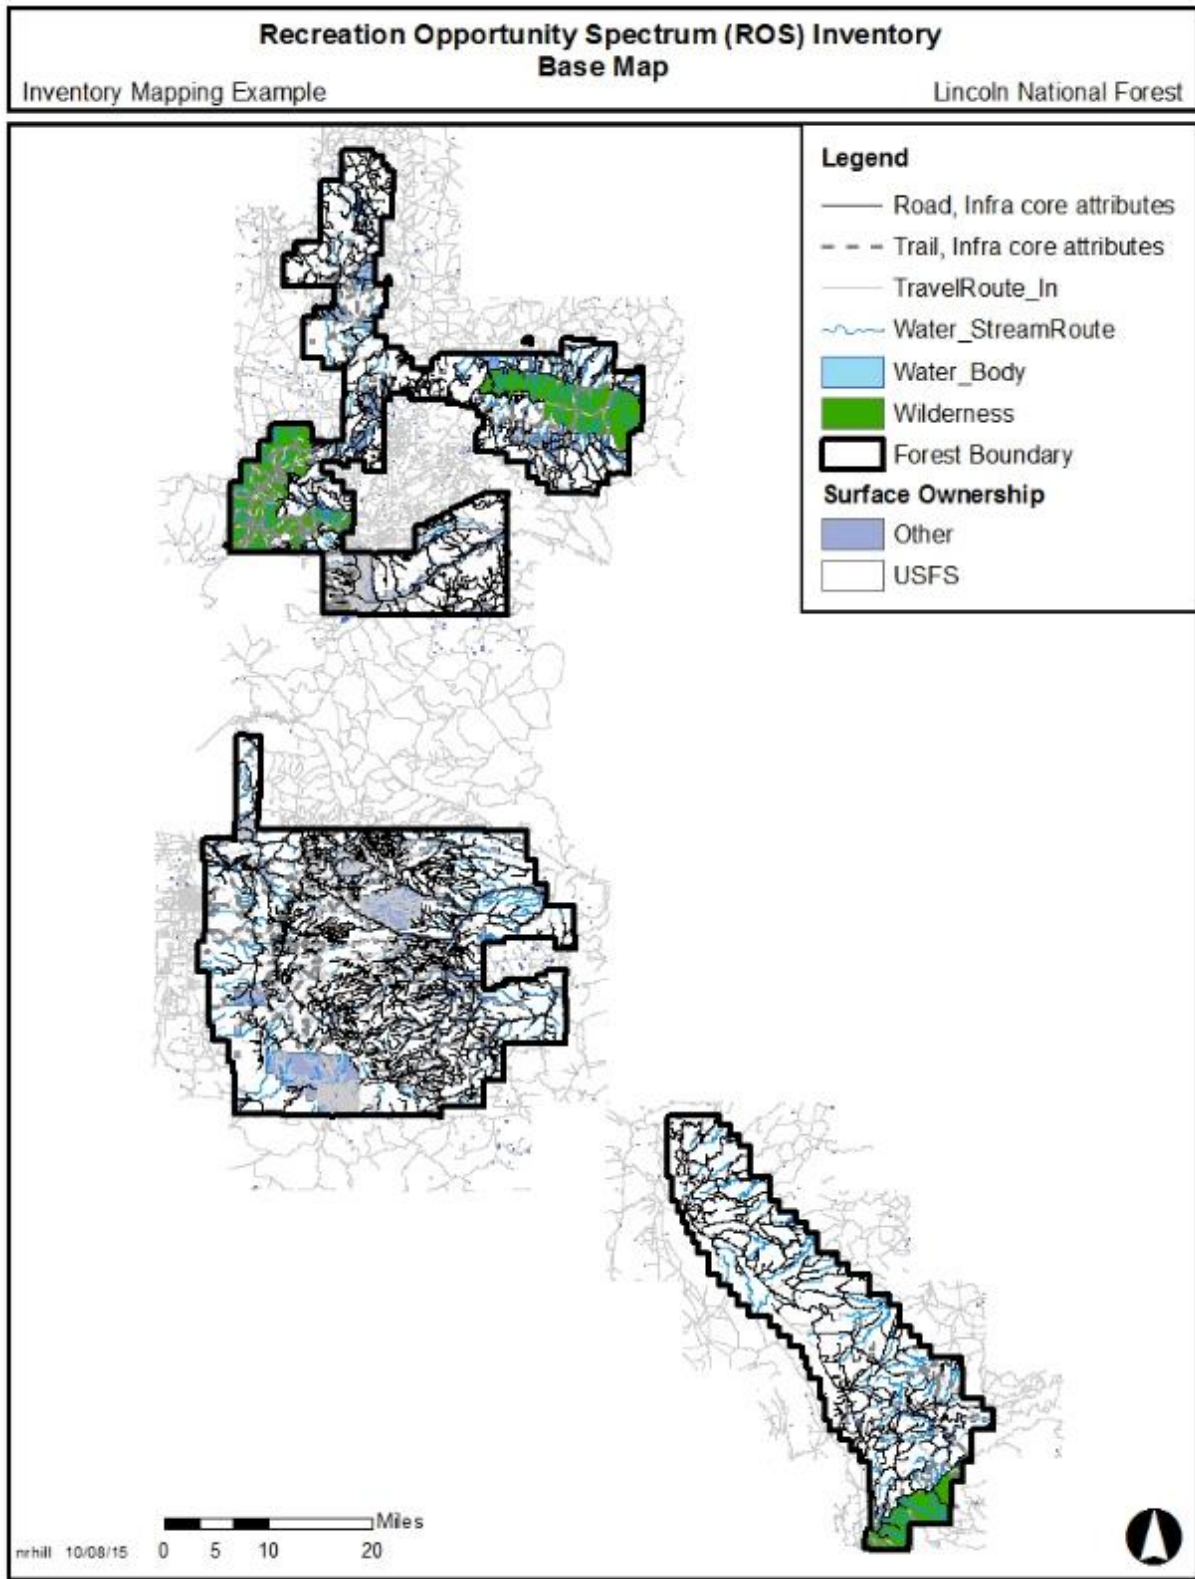 Recreation Opportunity Spectrum (ROS) Inventory
Base Map
Inventory Mapping Example
Lincoln National Forest
Legend
Road, Infra core attributes
Trail, Infra core attributes
TravelRoute_ln
Water_StreamRoute
Water_Body
Wilderness
Forest Boundary
Surface Ownership
Other
USFS
Miles
nrhill 10/08/15
0 5 10 20